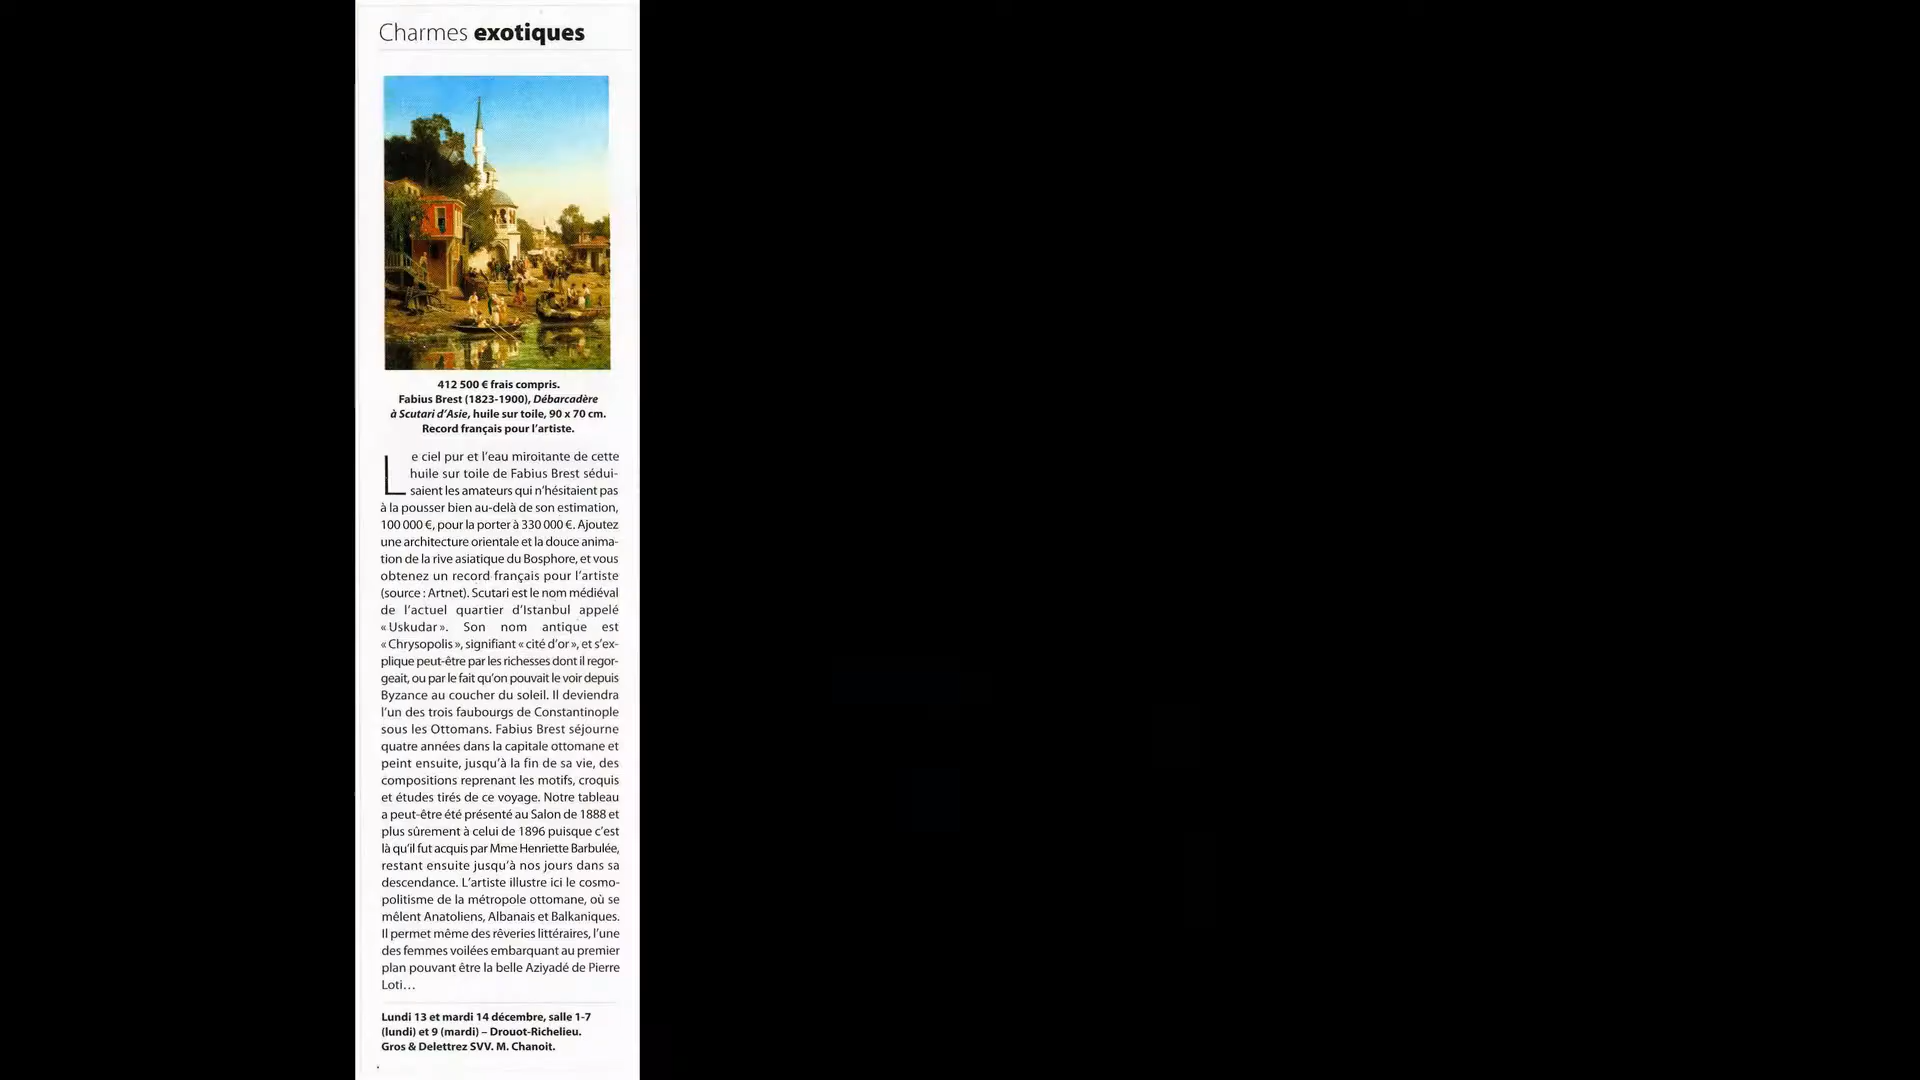 Charmes exotiques
412 500 € frais compris.
Fabius Brest (1823-1900), Débarcadère
à Scutari d’Asie, huile sur toile, 90 x 70 cm.
Record français pour l’artiste.
Le ciel pur et l’eau miroitante de cette
huile sur toile de Fabius Brest sédui-
saient les amateurs qui n’hésitaient pas
à la pousser bien au-delà de son estimation,
100 000 €, pour la porter à 330 000 €. Ajoutez
une architecture orientale et la douce anima-
tion de la rive asiatique du Bosphore, et vous
obtenez un record français pour l’artiste
(source : Artnet). Scutari est le nom médiéval
de l’actuel quartier d’Istanbul appelé
« Uskudar ». Son nom antique est
« Chrysopolis », signifiant « cité d’or », et s’ex-
plique peut-être par les richesses dont il regor-
geait, ou par le fait qu’on pouvait le voir depuis
Byzance au coucher du soleil. Il deviendra
l’un des trois faubourgs de Constantinople
sous les Ottomans. Fabius Brest séjourne
quatre années dans la capitale ottomane et
peint ensuite, jusqu’à la fin de sa vie, des
compositions reprenant les motifs, croquis
et études tirés de ce voyage. Notre tableau
a peut-être été présenté au Salon de 1888 et
plus sûrement à celui de 1896 puisque c’est
là qu’il fut acquis par Mme Henriette Barbulée,
restant ensuite jusqu’à nos jours dans sa
descendance. L’artiste illustre ici le cosmo-
politisme de la métropole ottomane, où se
mêlent Anatoliens, Albanais et Balkaniques.
Il permet même des rêveries littéraires, l’une
des femmes voilées embarquant au premier
plan pouvant être la belle Aziyadé de Pierre
Loti…
Lundi 13 et mardi 14 décembre, salle 1-7
(lundi) et 9 (mardi) – Drouot-Richelieu.
Gros & Delettrez SVV. M. Chanoit.